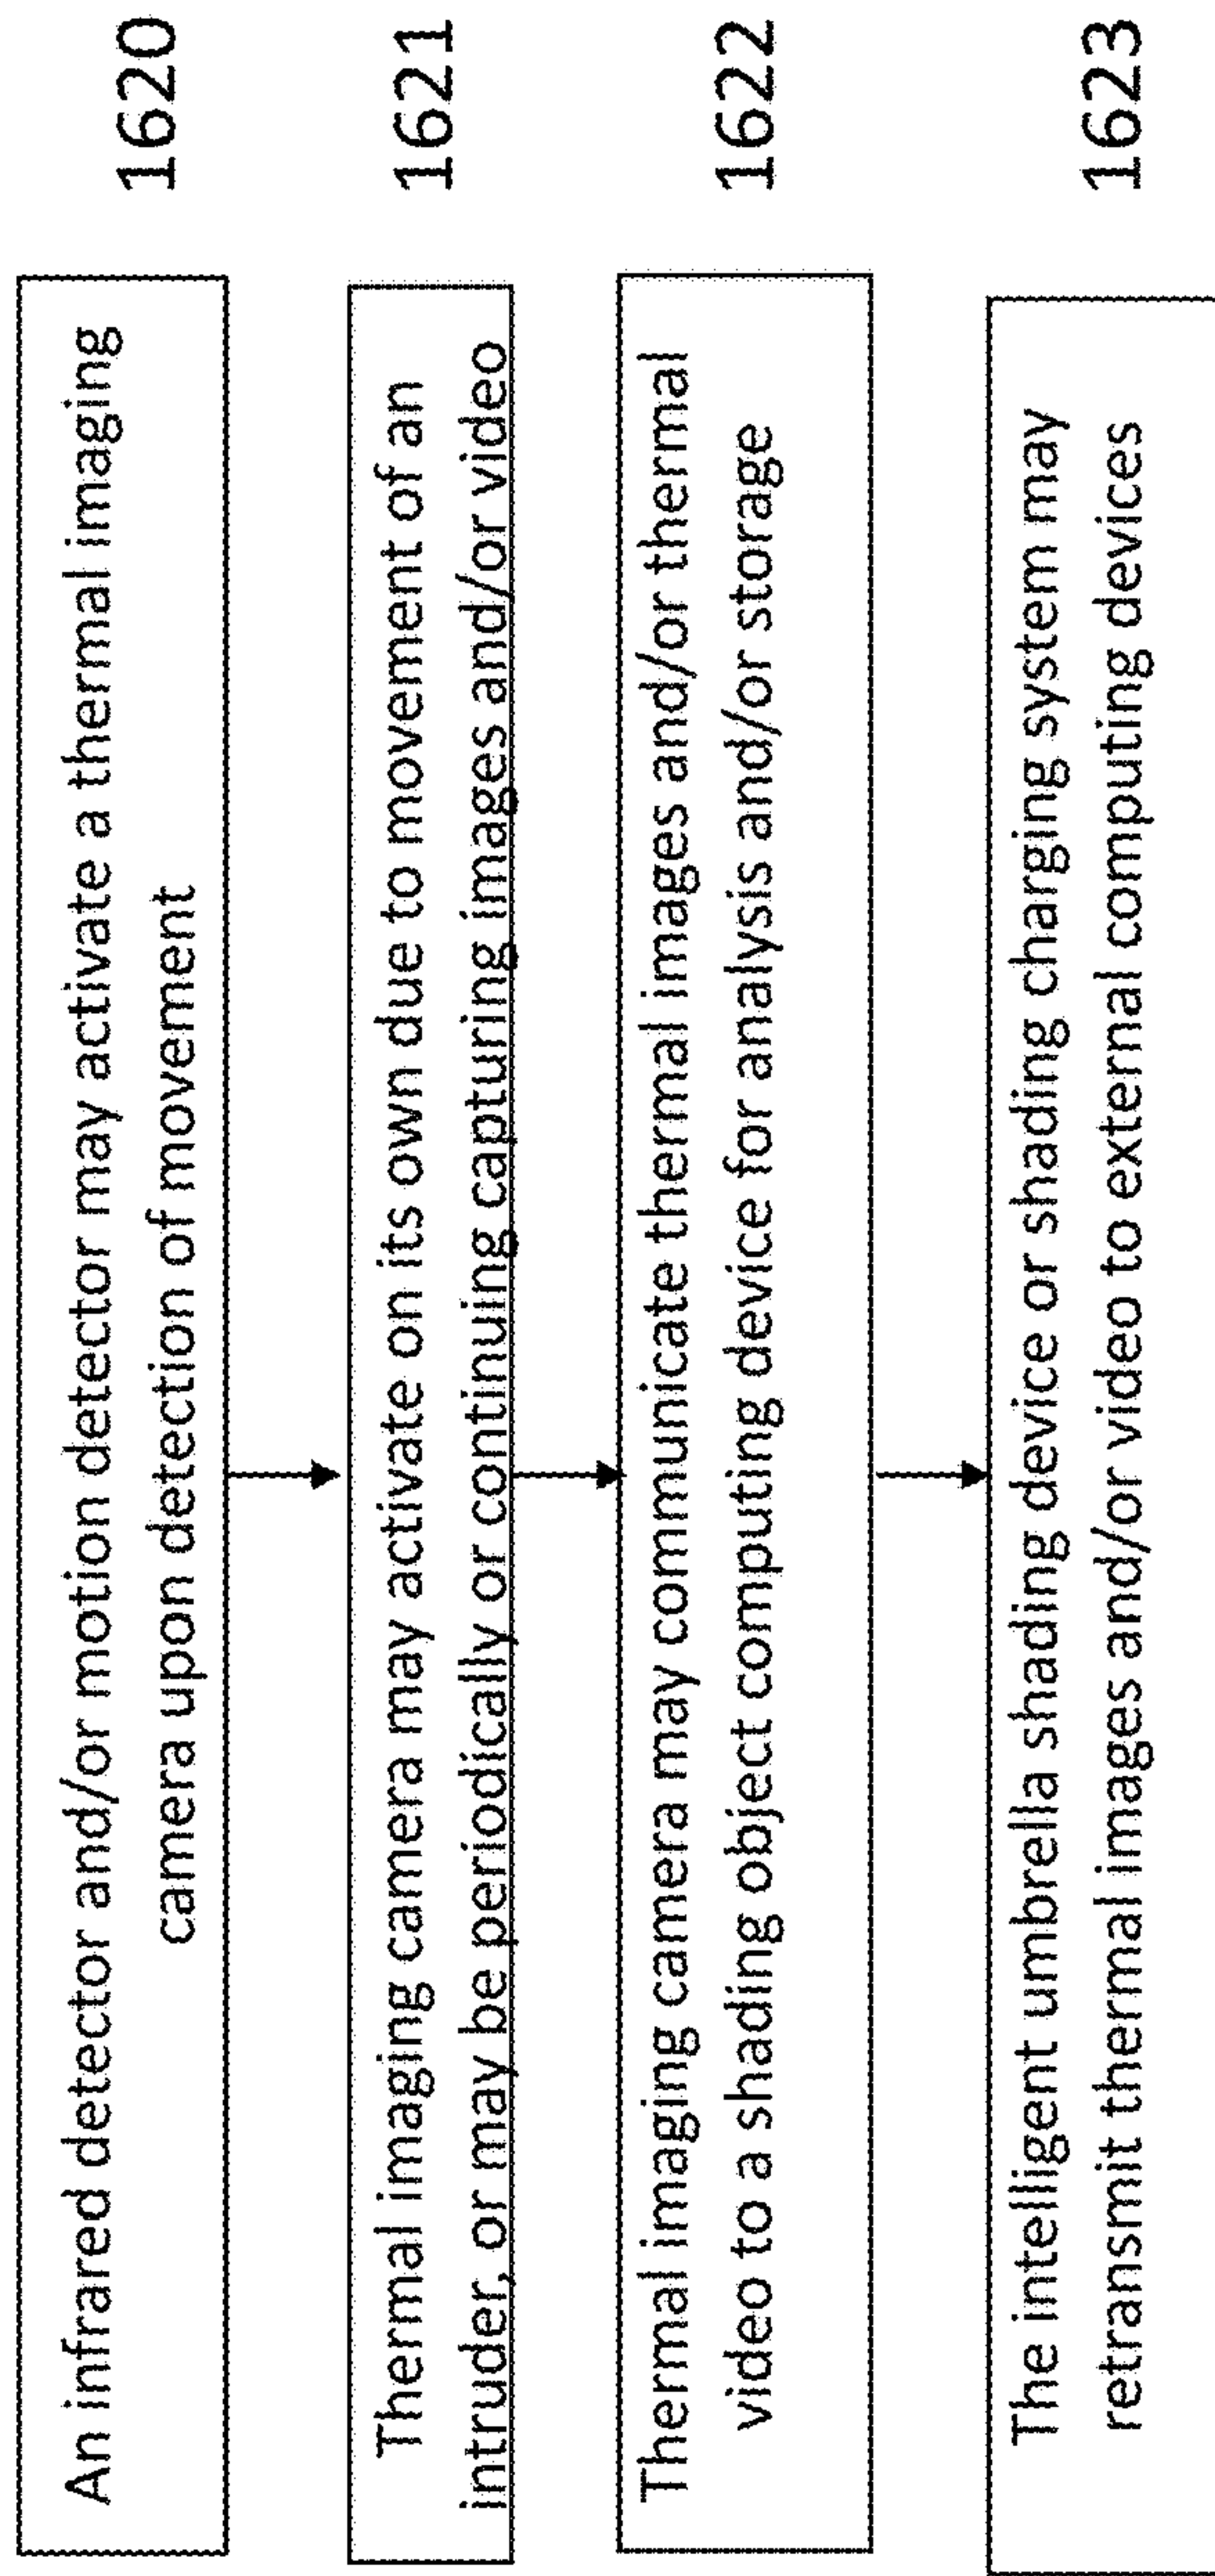 An infrared detector and/or motion detector may activate a thermal imaging
camera upon detection of movement
1620
Thermal imaging camera may activate on its own due to movement of an
intruder, or may be periodically or continuing capturing images and/or video
1621
Thermal imaging camera may communicate thermal images and/or thermal
video to a shading object computing device for analysis and/or storage
1622
The intelligent umbrella shading device or shading charging system may
retransmit thermal images and/or video to external computing devices
1623